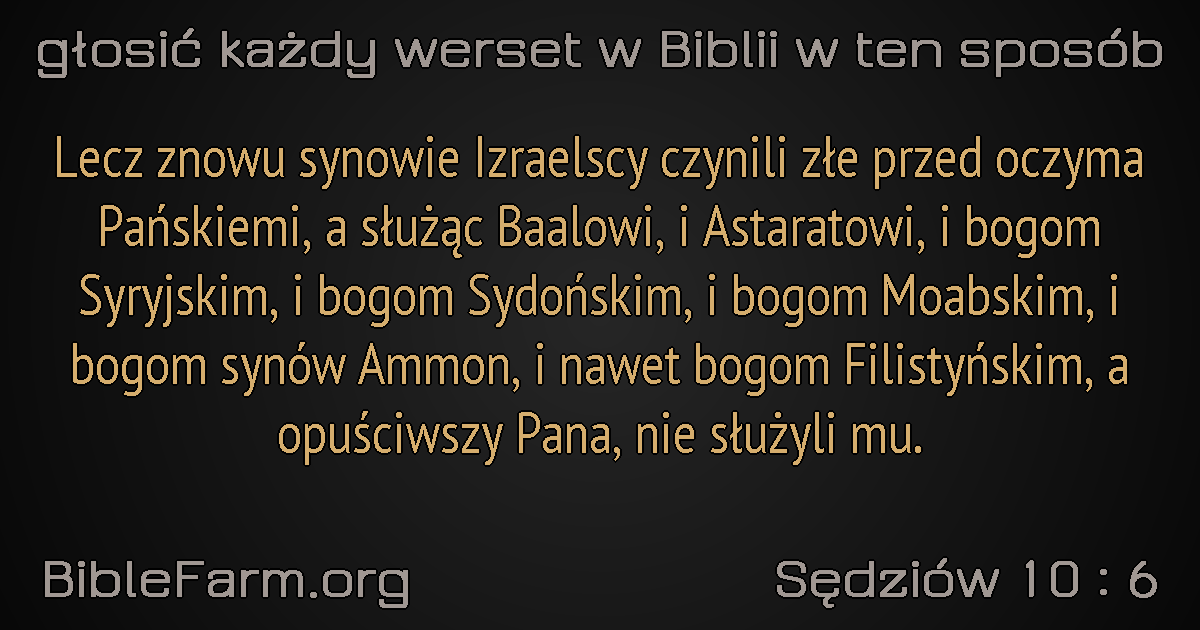 głosić każdy werset w Biblii w ten sposób
Lecz znowu synowie Izraelscy czynili złe przed oczyma
Pańskiemi, a służąc Baalowi, i Astaratowi, i bogom
Syryjskim, i bogom Sydońskim, i bogom Moabskim, i
bogom synów Ammon, i nawet bogom Filistyńskim, a
opuściwszy Pana, nie służyli mu.
BibleFarm.org
Sędziów 10 : 6